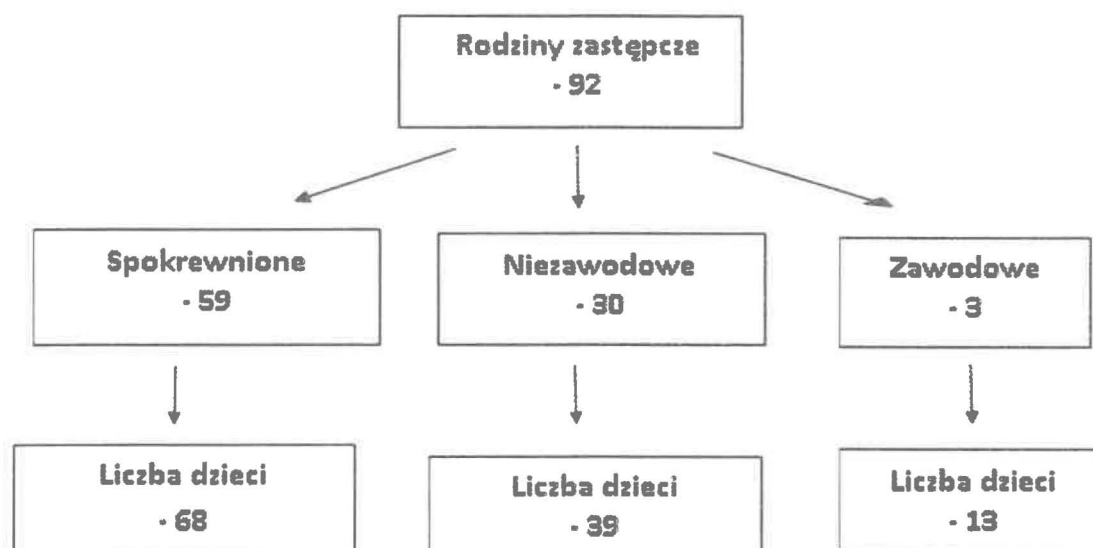 Rodziny zastępcze
- 92
Spokrewnione
- 59
Niezawodowe
- 30
Zawodowe
- 3
Liczba dzieci
- 68
Liczba dzieci
- 39
Liczba dzieci
- 13